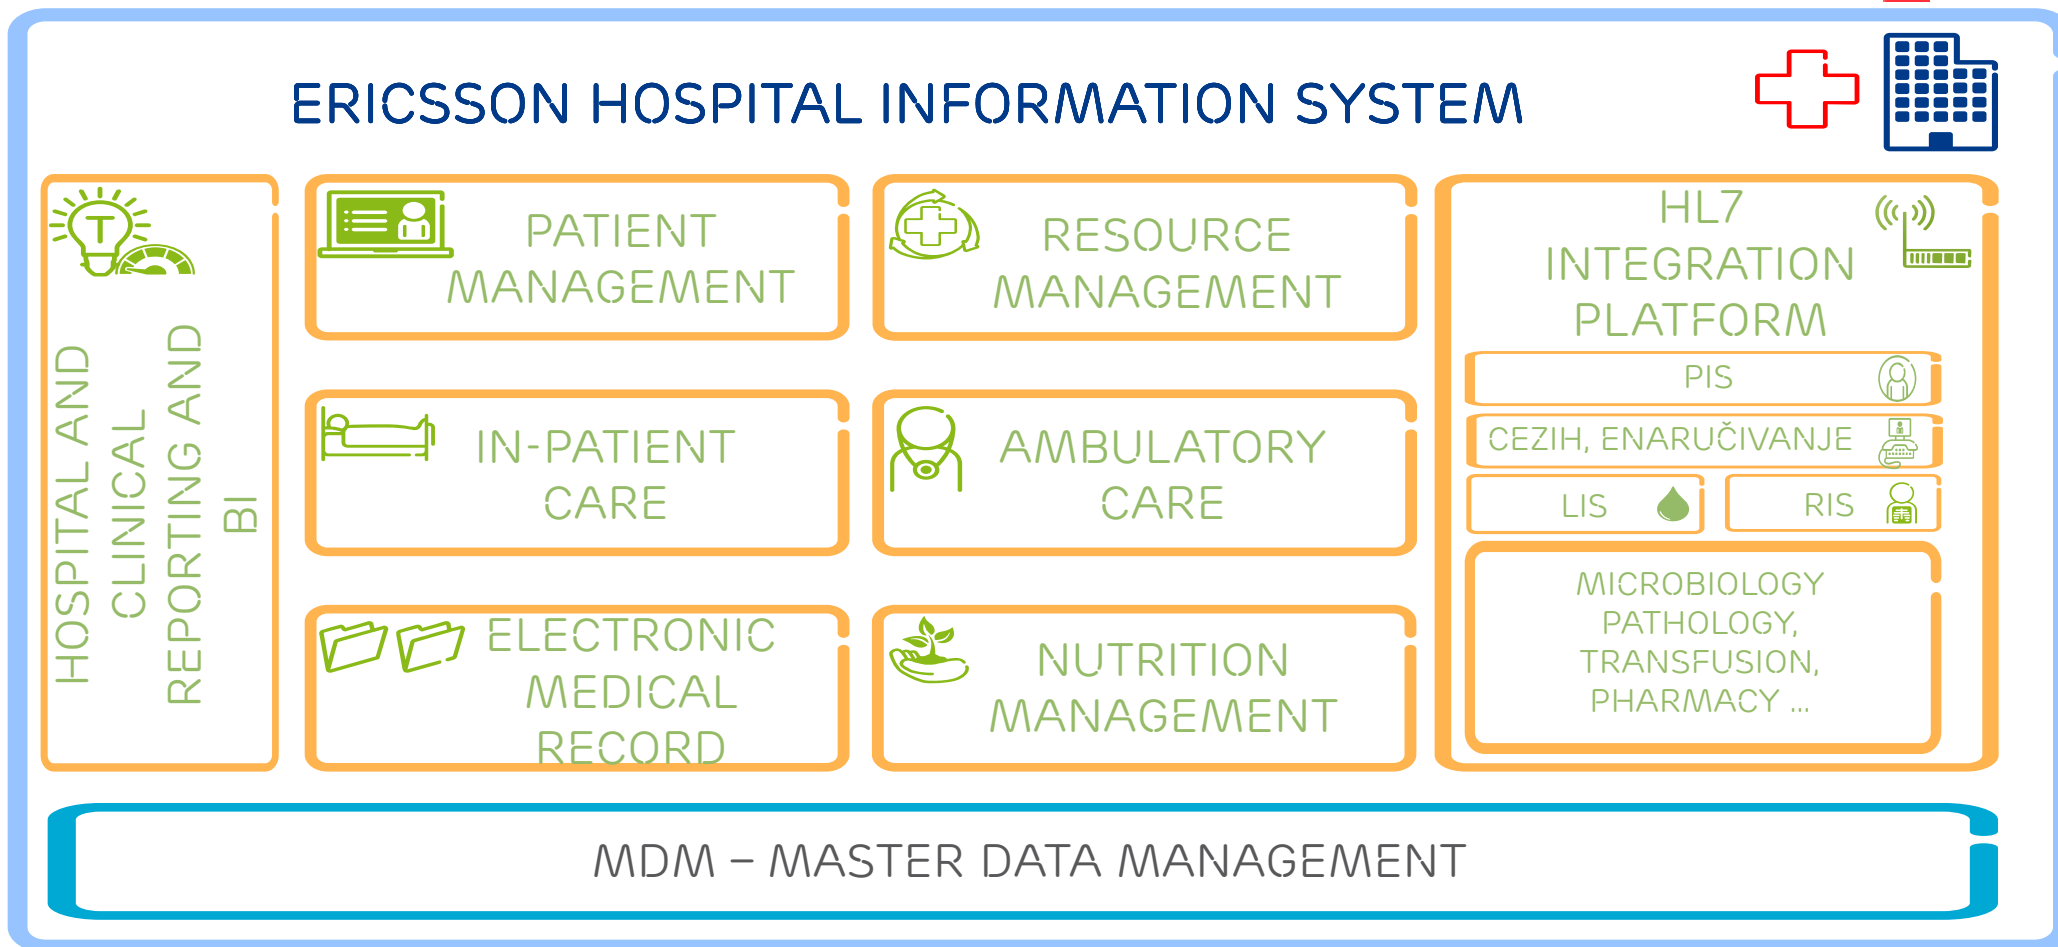 ERICSSON HOSPITAL INFORMATION SYSTEM
HOSPITAL AND
CLINICAL
REPORTING AND
BI
PATIENT
MANAGEMENT
RESOURCE
MANAGEMENT
IN-PATIENT
CARE
AMBULATORY
CARE
ELECTRONIC
MEDICAL
RECORD
NUTRITION
MANAGEMENT
HL7
INTEGRATION
PLATFORM
PIS
CEZIH, ENARUČIVANJE
LIS
RIS
MICROBIOLOGY
PATHOLOGY,
TRANSFUSION,
PHARMACY ...
MDM – MASTER DATA MANAGEMENT